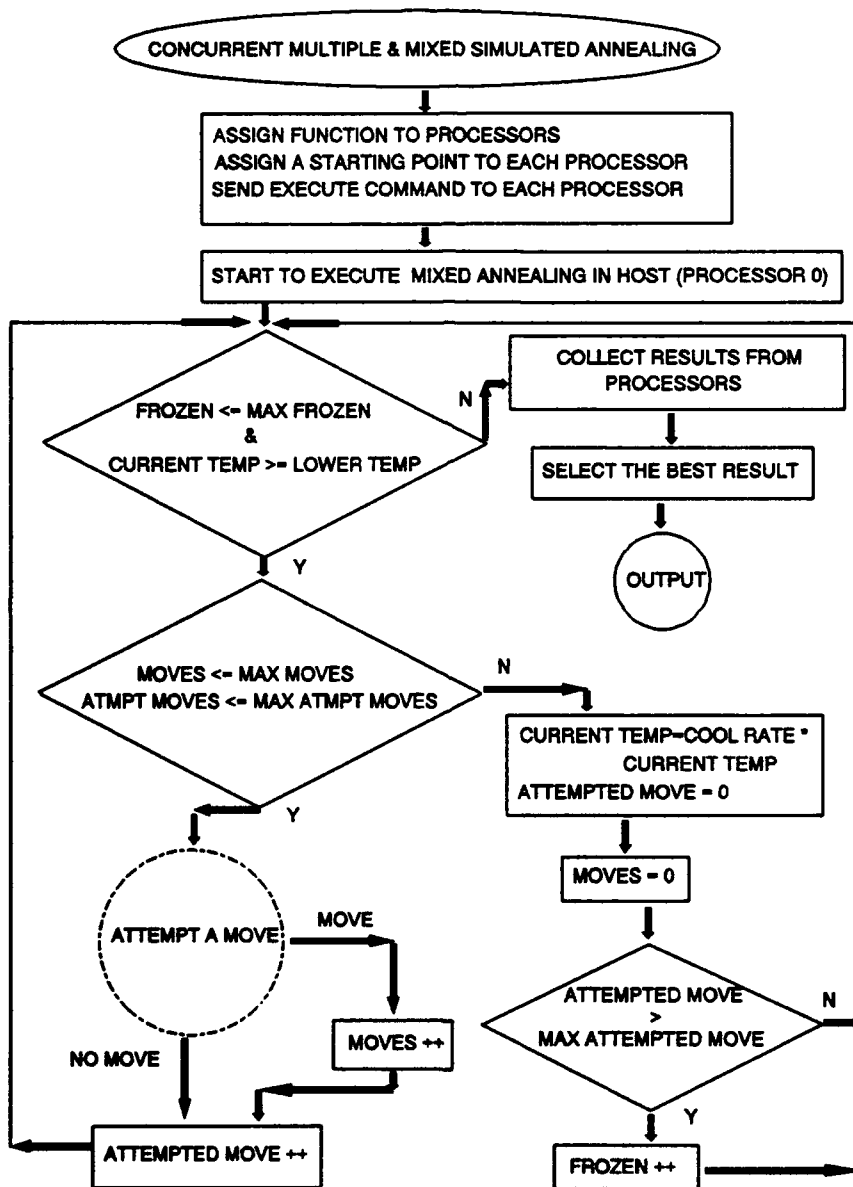 CONCURRENT MULTIPLE & MIXED SIMULATED ANNEALING
ASSIGN FUNCTION TO PROCESSORS
ASSIGN A STARTING POINT TO EACH PROCESSOR
SEND EXECUTE COMMAND TO EACH PROCESSOR
START TO EXECUTE MIXED ANNEALING IN HOST (PROCESSOR 0)
FROZEN <= MAX FROZEN
&
CURRENT TEMP >= LOWER TEMP
N
COLLECT RESULTS FROM
PROCESSORS
SELECT THE BEST RESULT
OUTPUT
Y
MOVES <= MAX MOVES
ATMPT MOVES <= MAX ATMPT MOVES
N
CURRENT TEMP=COOL RATE *
CURRENT TEMP
ATTEMPTED MOVE = 0
MOVES = 0
Y
ATTEMPT A MOVE
MOVE
MOVES ++
NO MOVE
ATTEMPTED MOVE ++
ATTEMPTED MOVE
>
MAX ATTEMPTED MOVE
N
Y
FROZEN ++